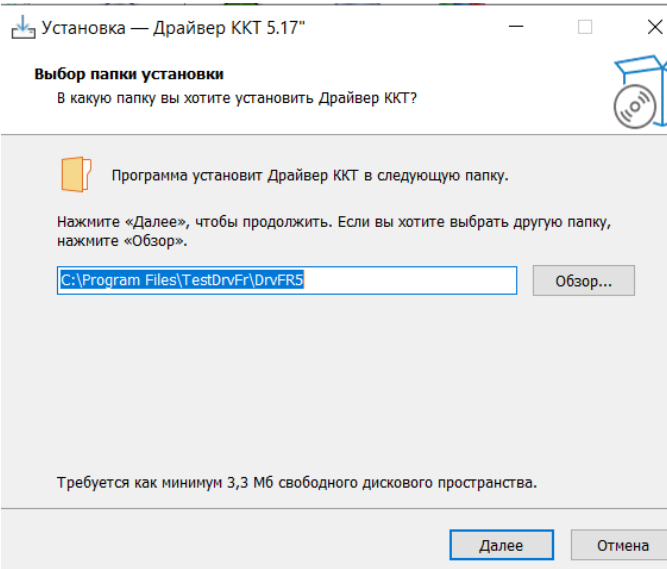 Установка — Драйвер ККТ 5.17"
Выбор папки установки
В какую папку вы хотите установить Драйвер ККТ?
Программа установит Драйвер ККТ в следующую папку.
Нажмите «Далее», чтобы продолжить. Если вы хотите выбрать другую папку,
нажмите «Обзор».
C:\Program Files\TestDrvFr\DrvFR5
Обзор...
Требуется как минимум 3,3 Мб свободного дискового пространства.
Далее
Отмена